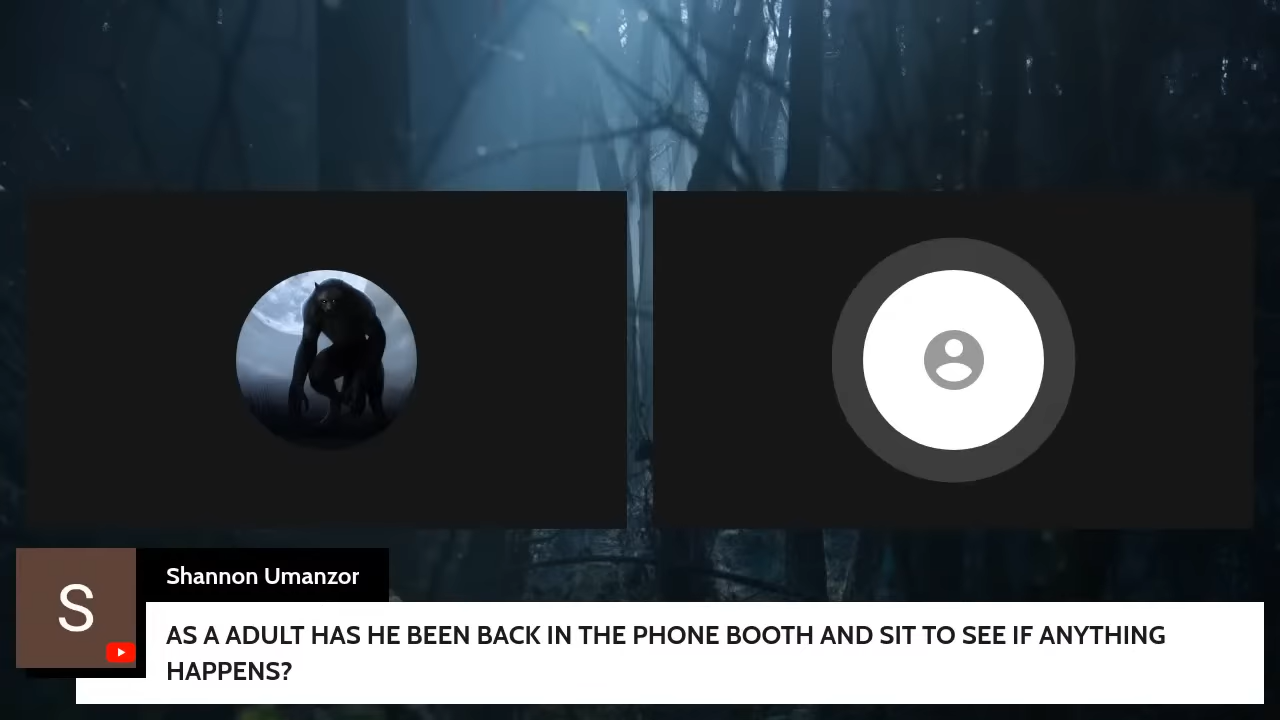 Shannon Umanzor
S
AS A ADULT HAS HE BEEN BACK IN THE PHONE BOOTH AND SIT TO SEE IF ANYTHING
HAPPENS?